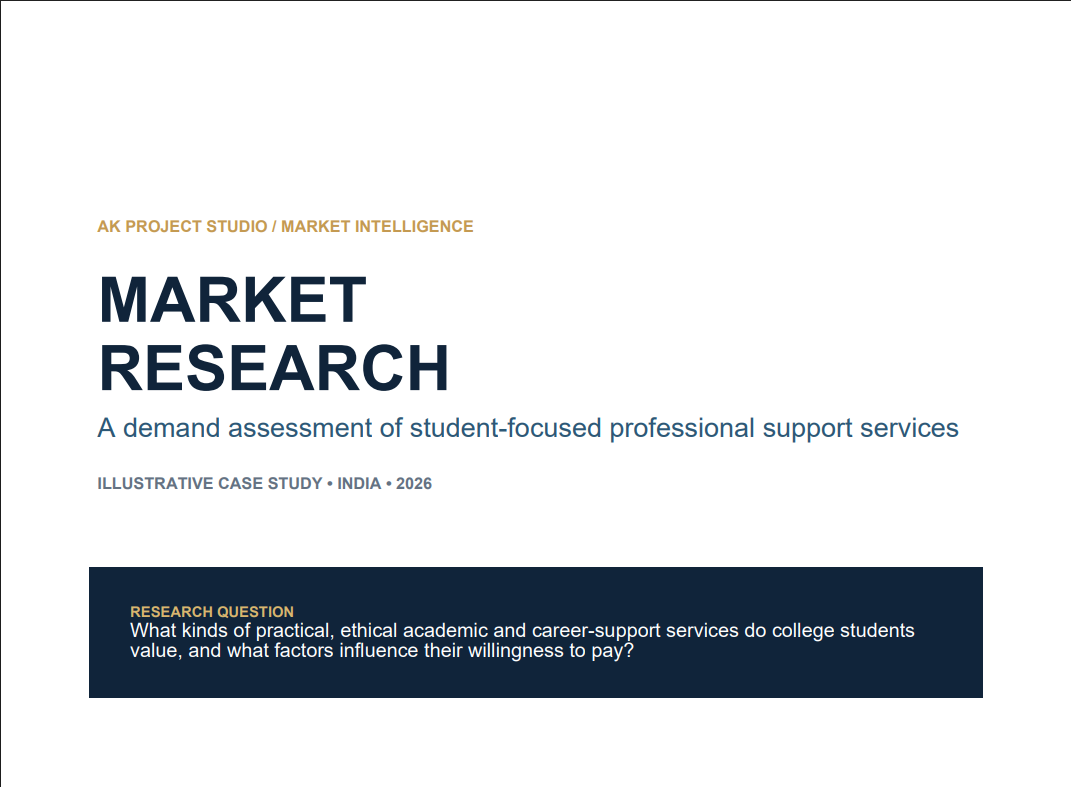 AK PROJECT STUDIO / MARKET INTELLIGENCE
MARKET
RESEARCH
A demand assessment of student-focused professional support services
ILLUSTRATIVE CASE STUDY • INDIA • 2026
RESEARCH QUESTION
What kinds of practical, ethical academic and career-support services do college students
value, and what factors influence their willingness to pay?